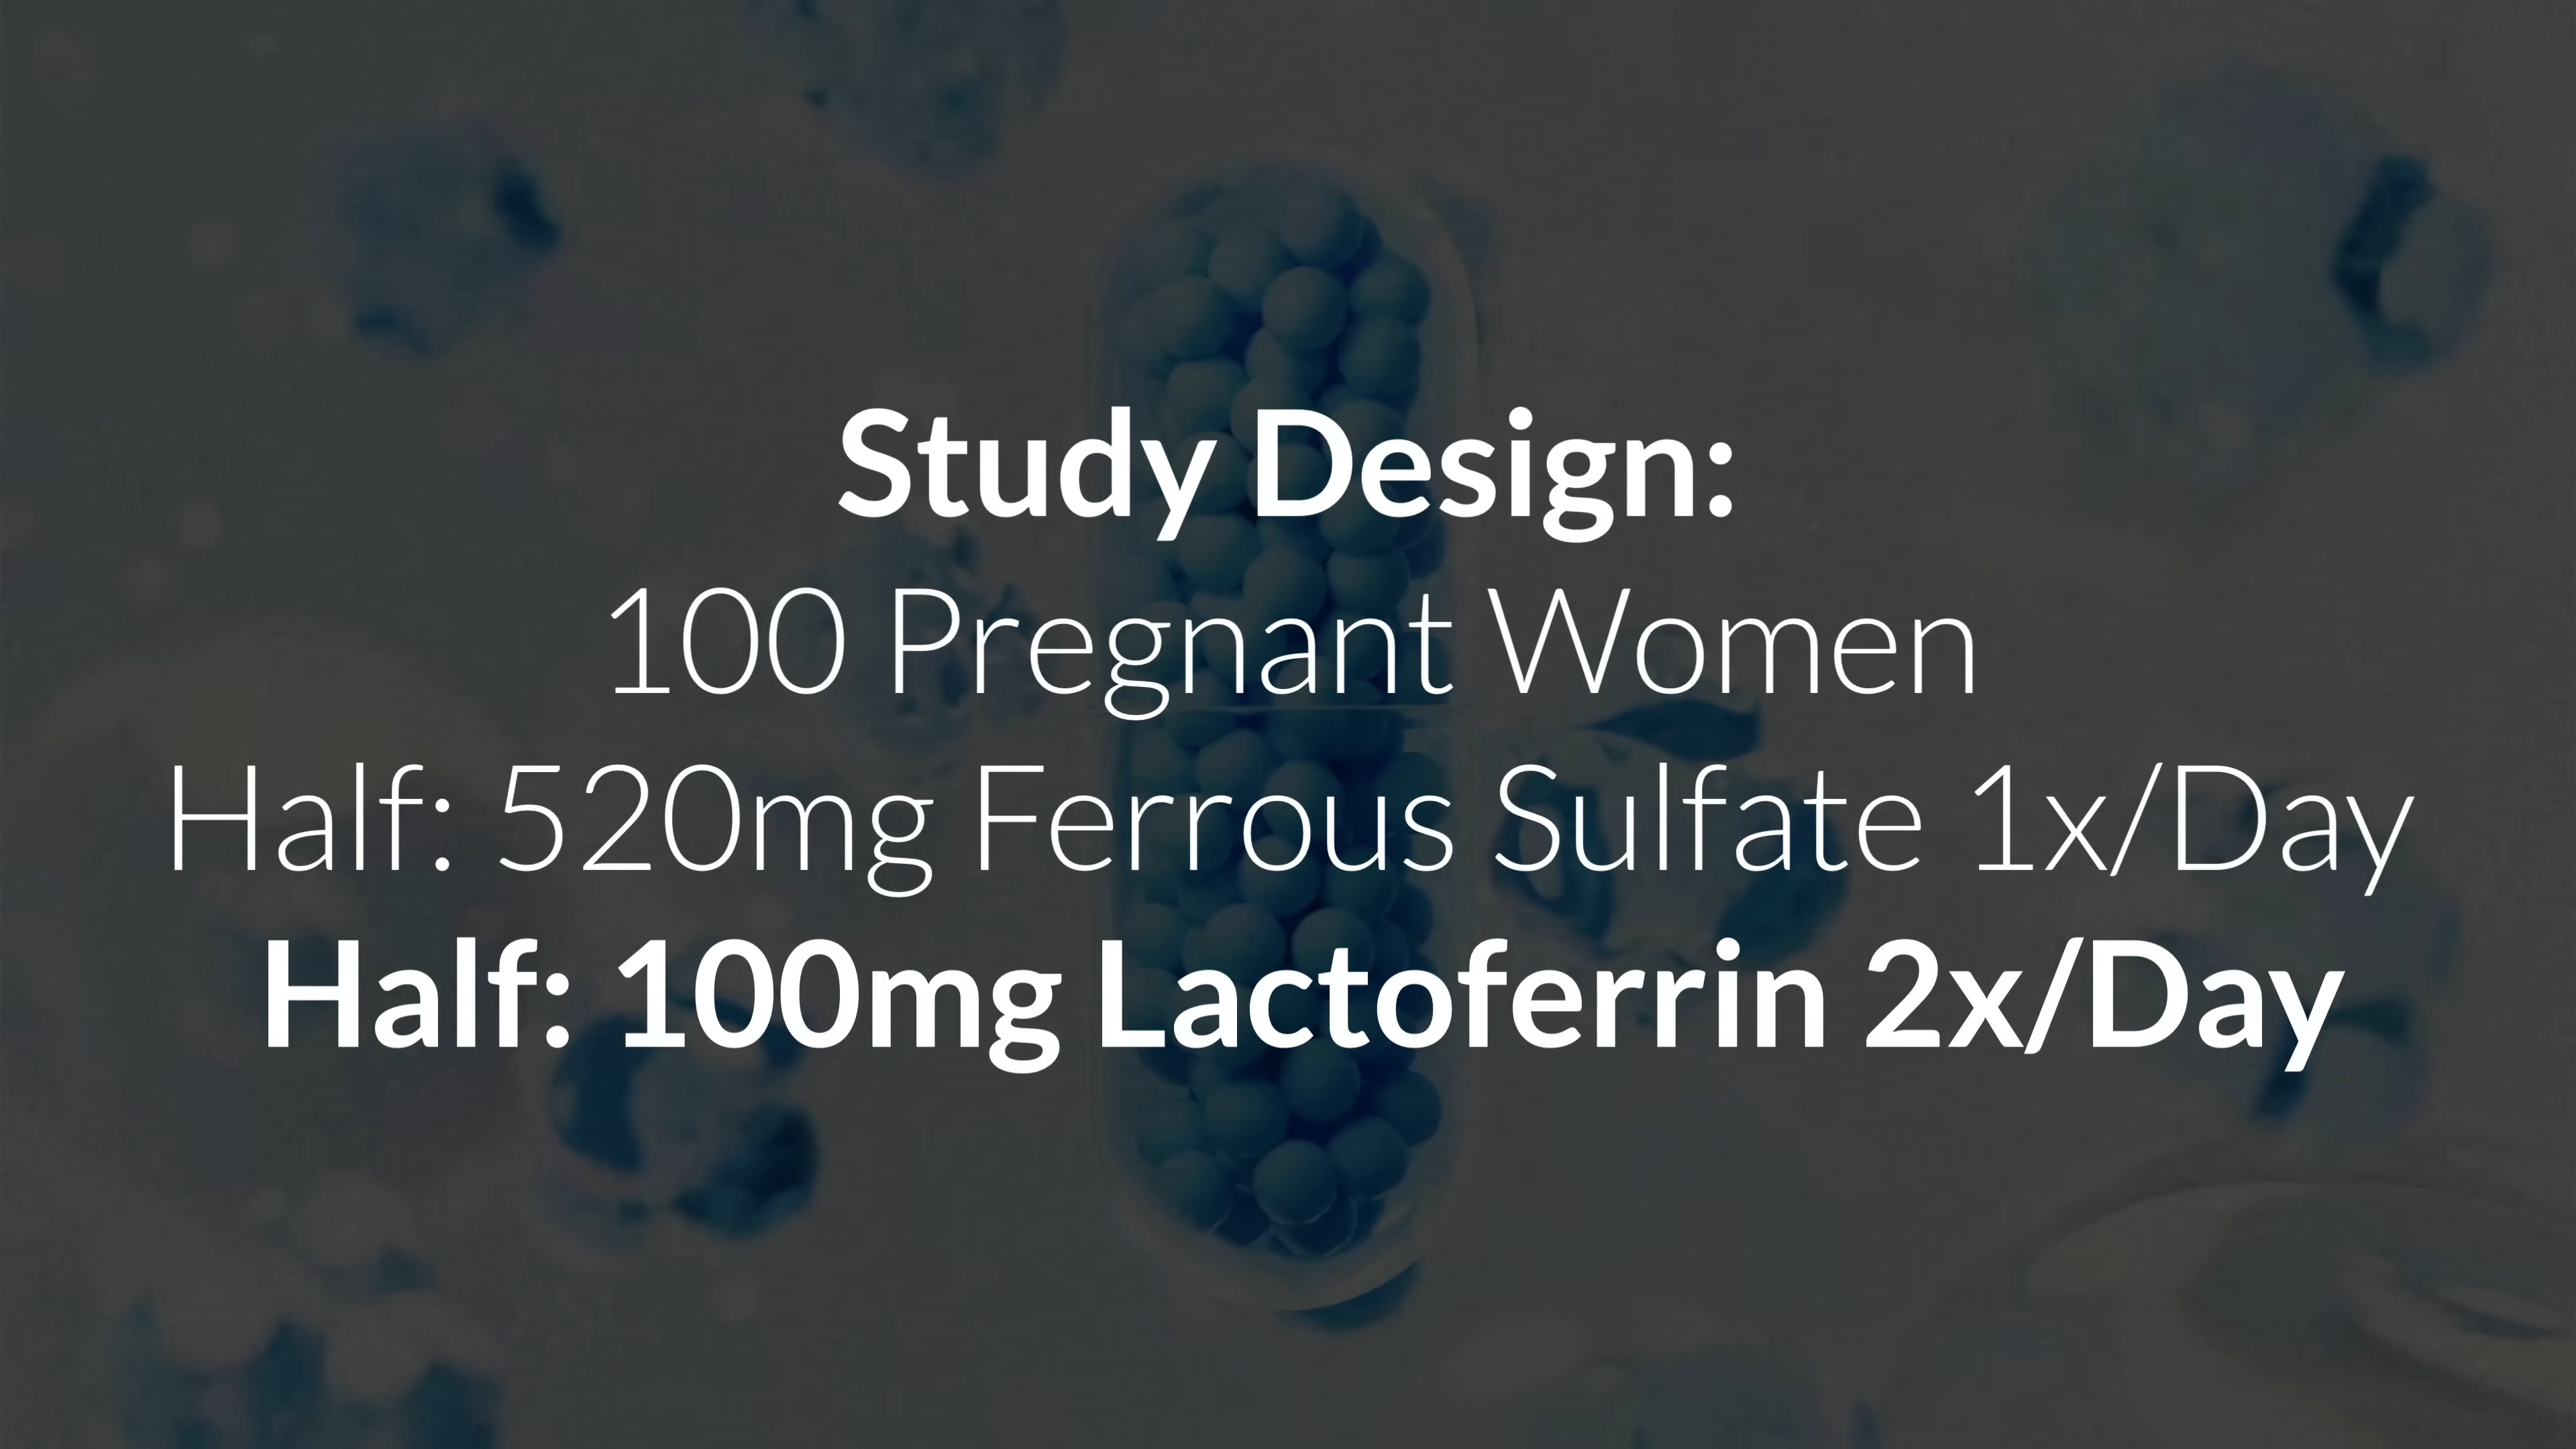 Study Design:
100 Pregnant Women
Half: 520mg Ferrous Sulfate 1x/Day
Half: 100mg Lactoferrin 2x/Day